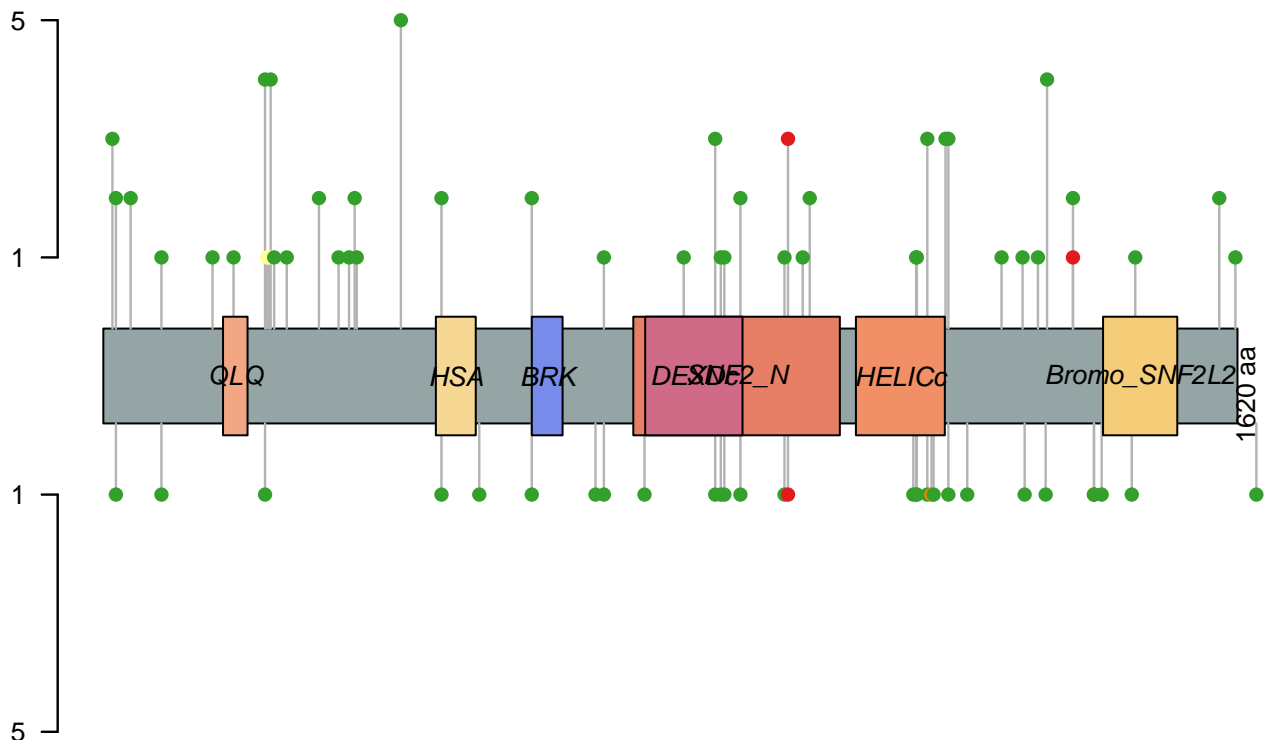 5
1
QLQ
HSA
BRK
DEXDc
SNF2_N
HELICc
Bromo_SNF2L2
1620 aa
1
5